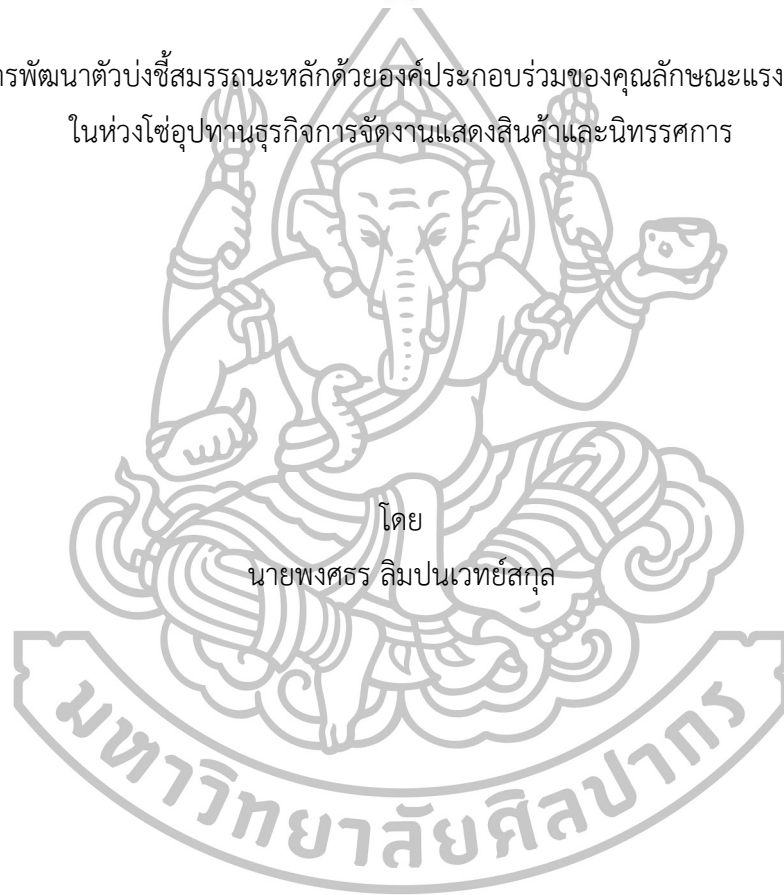 รพัฒนาตัวบ่งชี้สมรรถนะหลักด้วยองค์ประกอบร่วมของคุณลักษณะแรง
ในห่วงโซ่อุปทานธุรกิจการจัดงานแสดงสินค้าและนิทรรศการ
โดย
นายพงศธร ลิมปนเวทย์สกุล
มหาวิทยาลัยศิลปากร